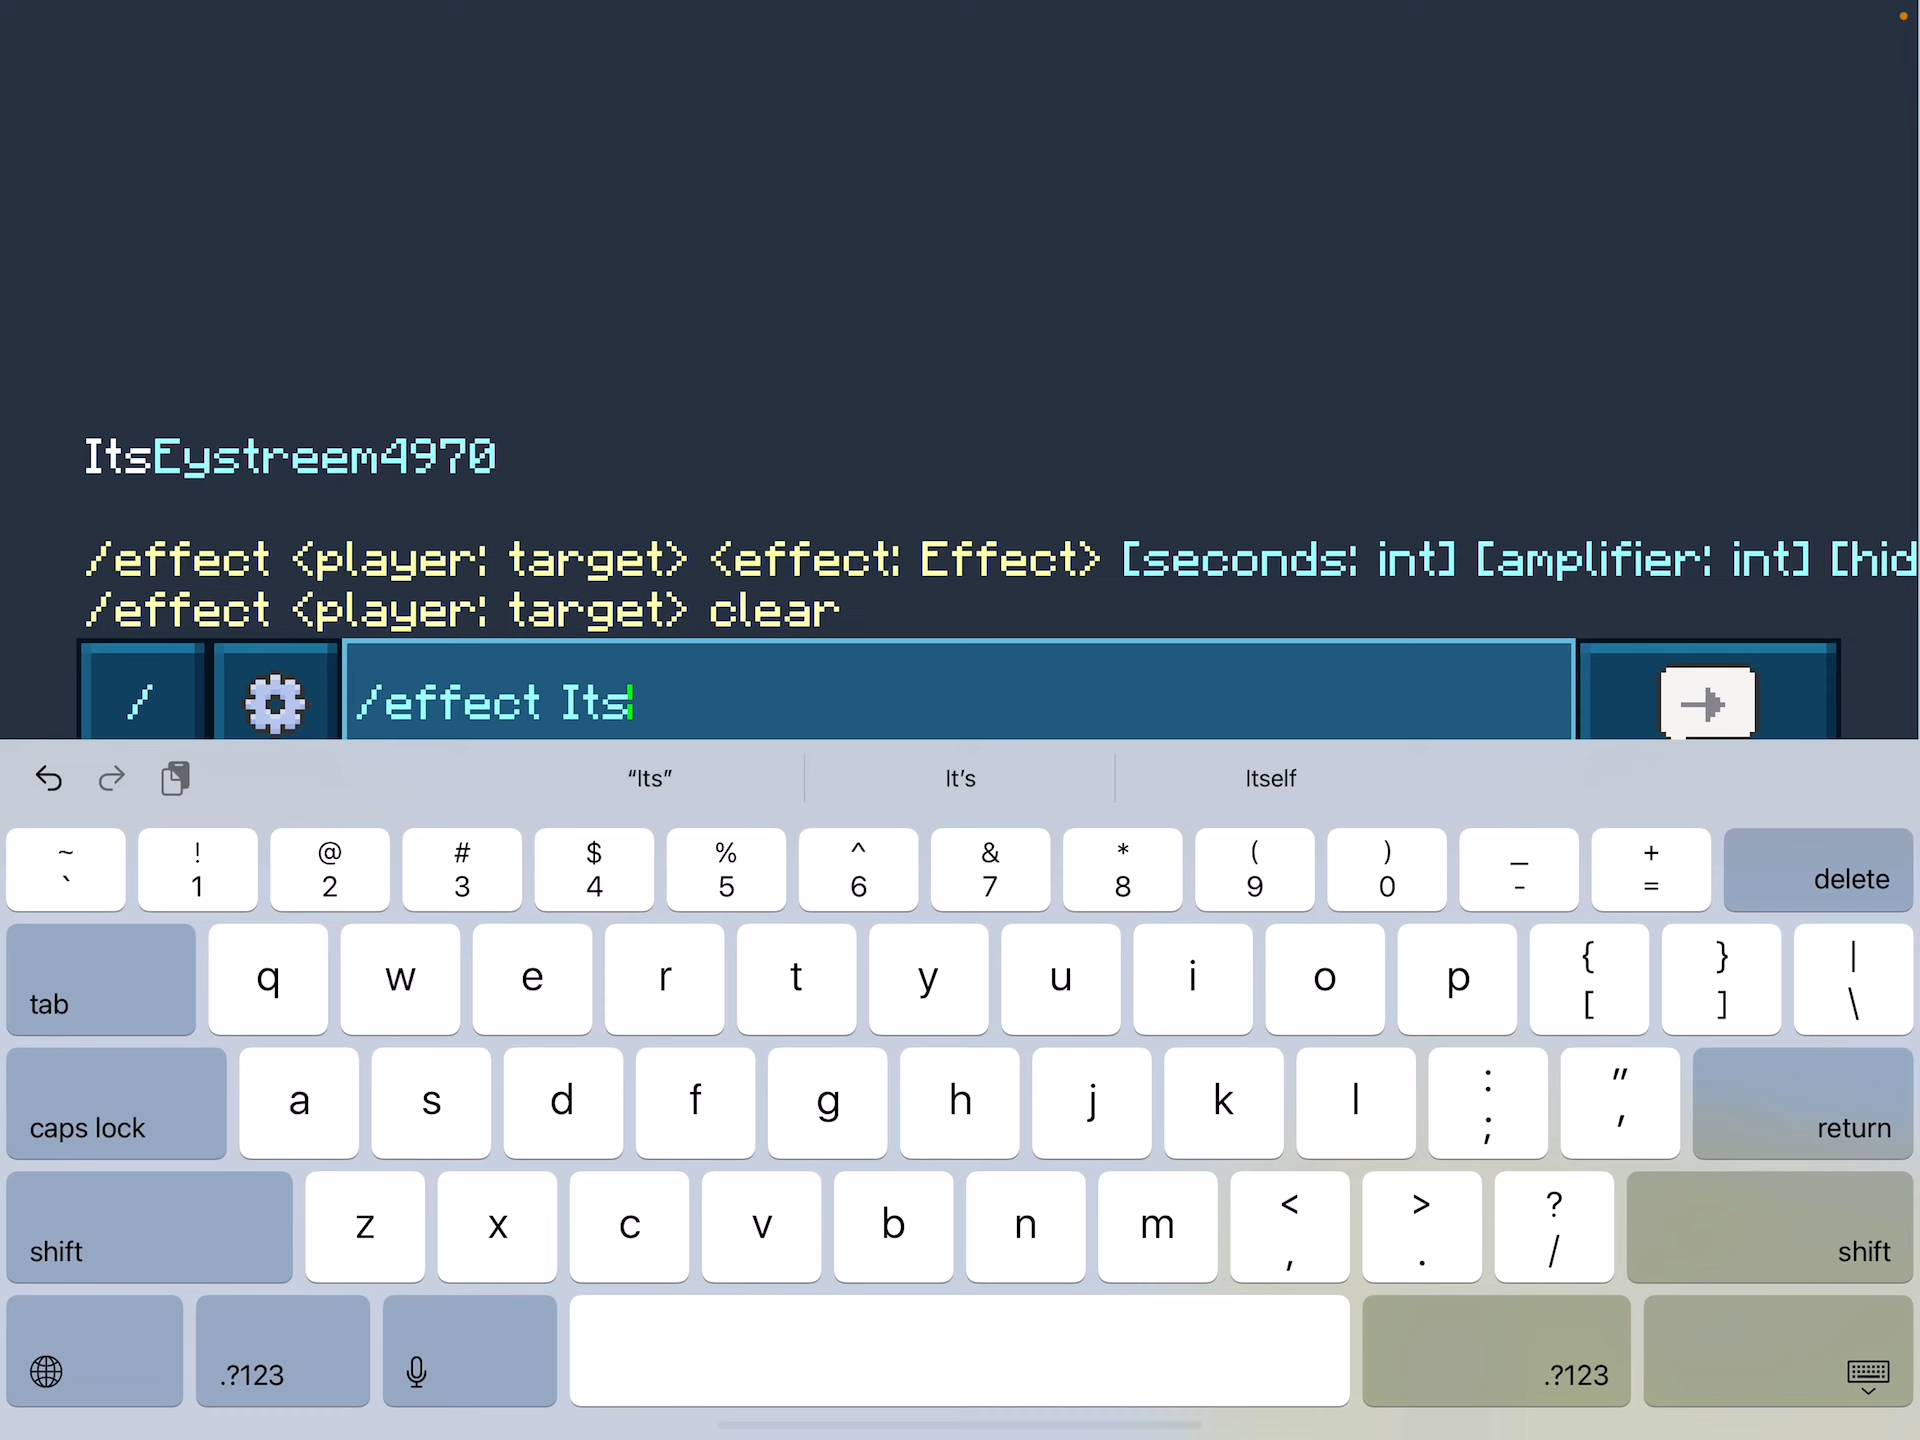 ItsEystreem4970
/effect <player: target> <effect: Effect> [seconds: int] [amplifier: int] [hid
/effect <player: target> clear
/ /effect Its
“Its” It’s Itself
~ ! @ # $ % ^ & * ( ) _ +
` 1 2 3 4 5 6 7 8 9 0 - = delete
tab q w e r t y u i o p { [ } ] | \
caps lock a s d f g h j k l : ; " ' return
shift z x c v b n m < , > . ? / shift
.?123 .?123